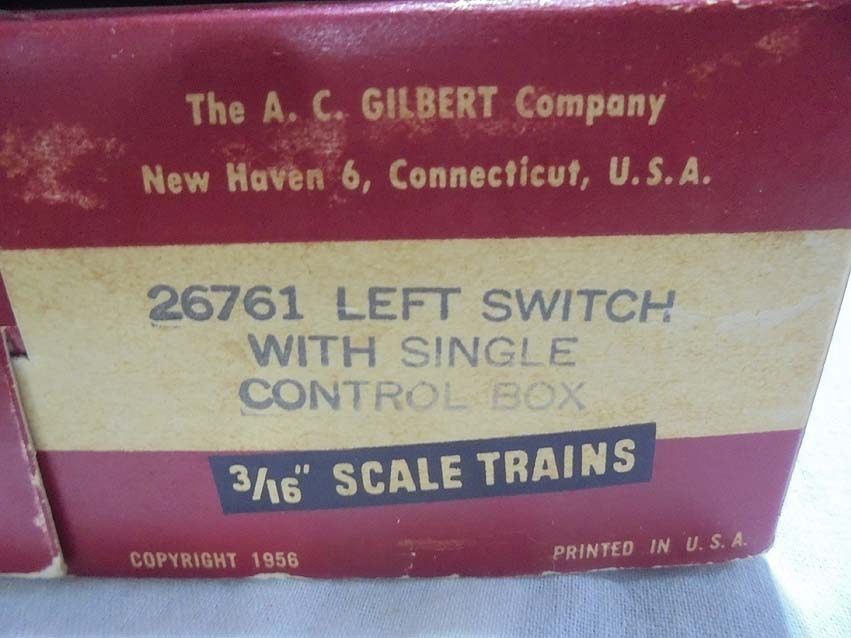 The A. C. GILBERT Company
New Haven 6, Connecticut, U.S.A.
26761 LEFT SWITCH
WITH SINGLE
CONTROL BOX
3/16" SCALE TRAINS
COPYRIGHT 1956
PRINTED IN U.S.A.